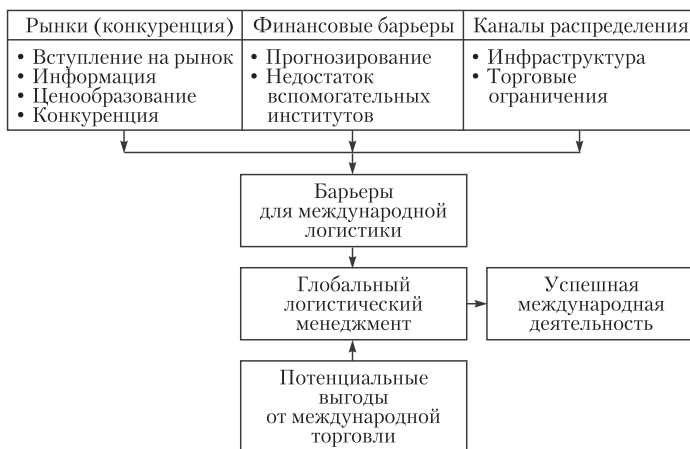 Рынки (конкуренция)
• Вступление на рынок
• Информация
• Ценообразование
• Конкуренция
Финансовые барьеры
• Прогнозирование
• Недостаток
вспомогательных
институтов
Каналы распределения
• Инфраструктура
• Торговые
ограничения
Барьеры
для международной
логистики
Глобальный
логистический
менеджмент
Успешная
международная
деятельность
Потенциальные
выгоды
от международной
торговли